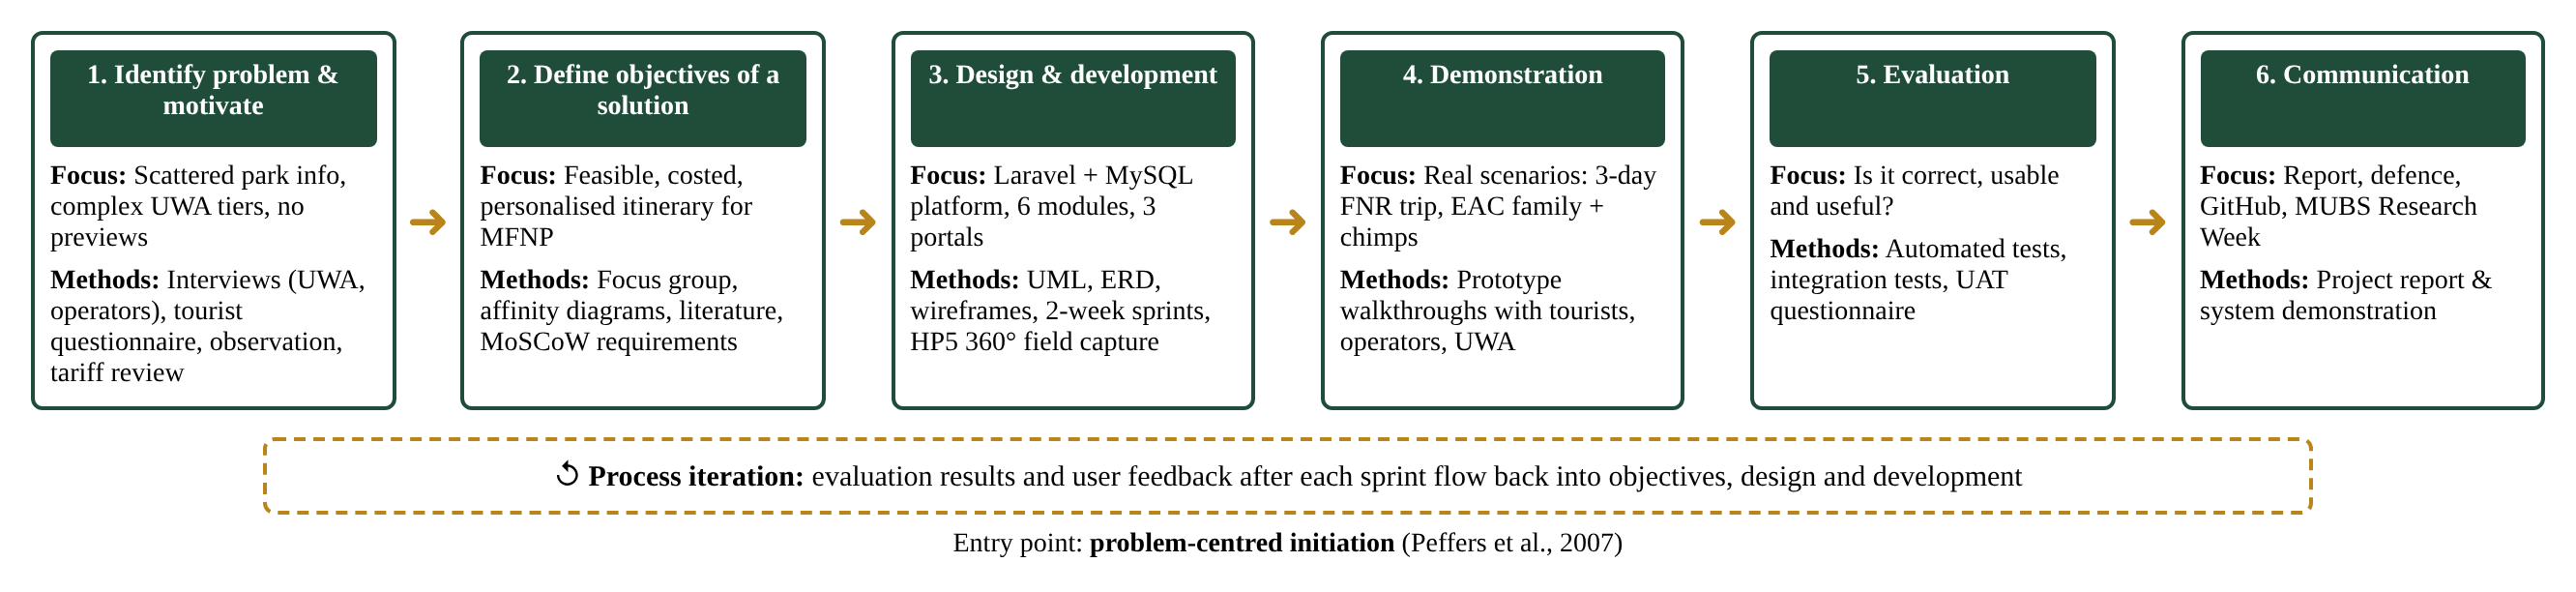 1. Identify problem &
motivate
Focus: Scattered park info,
complex UWA tiers, no
previews
Methods: Interviews (UWA,
operators), tourist
questionnaire, observation,
tariff review
2. Define objectives of a
solution
Focus: Feasible, costed,
personalised itinerary for
MFNP
Methods: Focus group,
affinity diagrams, literature,
MoSCoW requirements
3. Design & development
Focus: Laravel + MySQL
platform, 6 modules, 3
portals
Methods: UML, ERD,
wireframes, 2-week sprints,
HP5 360° field capture
4. Demonstration
Focus: Real scenarios: 3-day
FNR trip, EAC family +
chimps
Methods: Prototype
walkthroughs with tourists,
operators, UWA
5. Evaluation
Focus: Is it correct, usable
and useful?
Methods: Automated tests,
integration tests, UAT
questionnaire
6. Communication
Focus: Report, defence,
GitHub, MUBS Research
Week
Methods: Project report &
system demonstration
Process iteration: evaluation results and user feedback after each sprint flow back into objectives, design and development
Entry point: problem-centred initiation (Peffers et al., 2007)